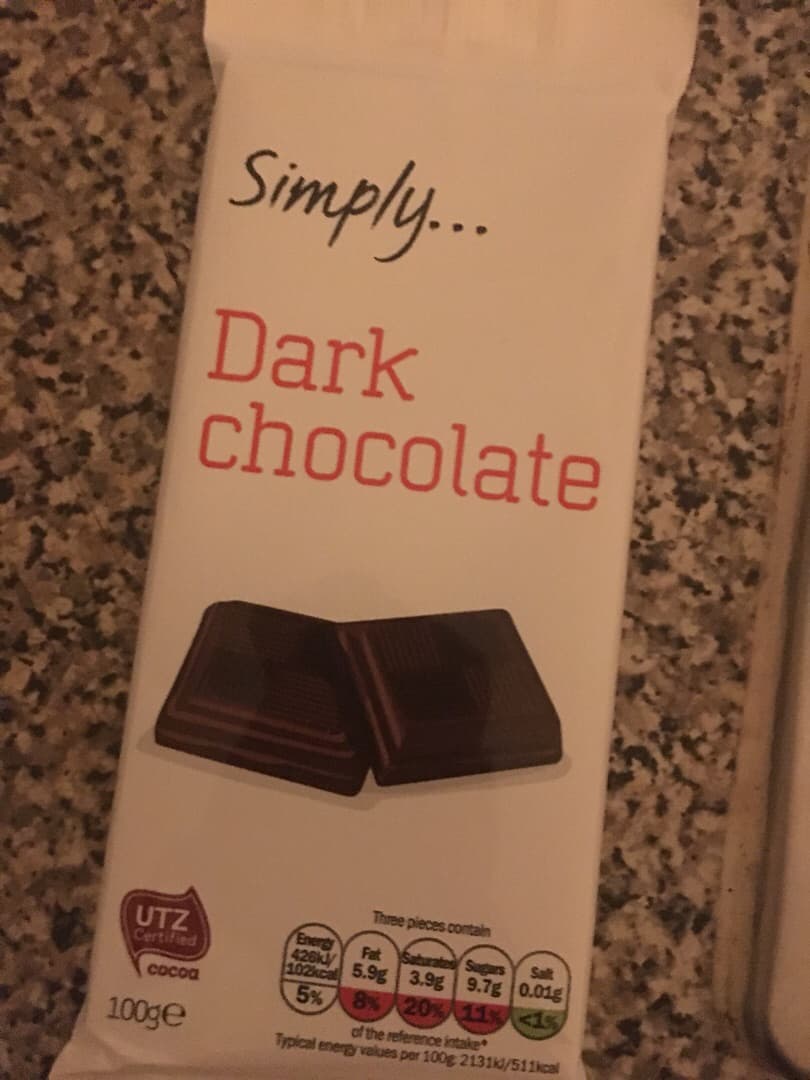 Simply...
Dark
chocolate
UTZ
Certified
cocoa
100g℮
Three pieces contain
Energy
426kJ/
102kcal
5%
Fat
5.9g
8%
Saturates
3.9g
20%
Sugars
9.7g
11%
Salt
0.01g
<1%
of the reference intake*
Typical energy values per 100g: 2131kJ/511kcal